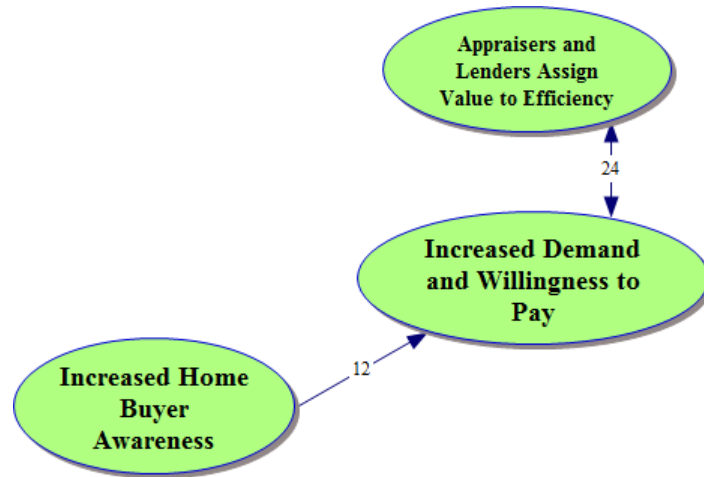 Appraisers and
Lenders Assign
Value to Efficiency
24
Increased Demand
and Willingness to
Pay
12
Increased Home
Buyer
Awareness